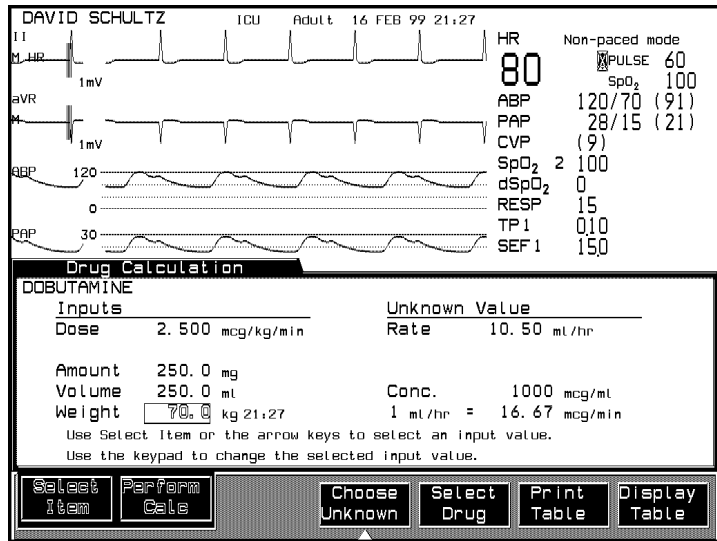 DAVID SCHULTZ ICU Adult 16 FEB 99 21:27
II
M HR
1mV
aVR
M
1mV
ABP 120
0
PAP 30
HR Non-paced mode
80 PULSE 60
SpO₂ 100
ABP 120/70 (91)
PAP 28/15 (21)
CVP (9)
SpO₂ 2 100
dSpO₂ 0
RESP 15
TP1 0.10
SEF1 15.0
Drug Calculation
DOBUTAMINE
Inputs Unknown Value
Dose 2.500 mcg/kg/min Rate 10.50 ml/hr
Amount 250.0 mg
Volume 250.0 ml Conc. 1000 mcg/ml
Weight 70.0 kg 21:27 1 ml/hr = 16.67 mcg/min
Use Select Item or the arrow keys to select an input value.
Use the keypad to change the selected input value.
Select Item
Perform Calc
Choose Unknown
Select Drug
Print Table
Display Table